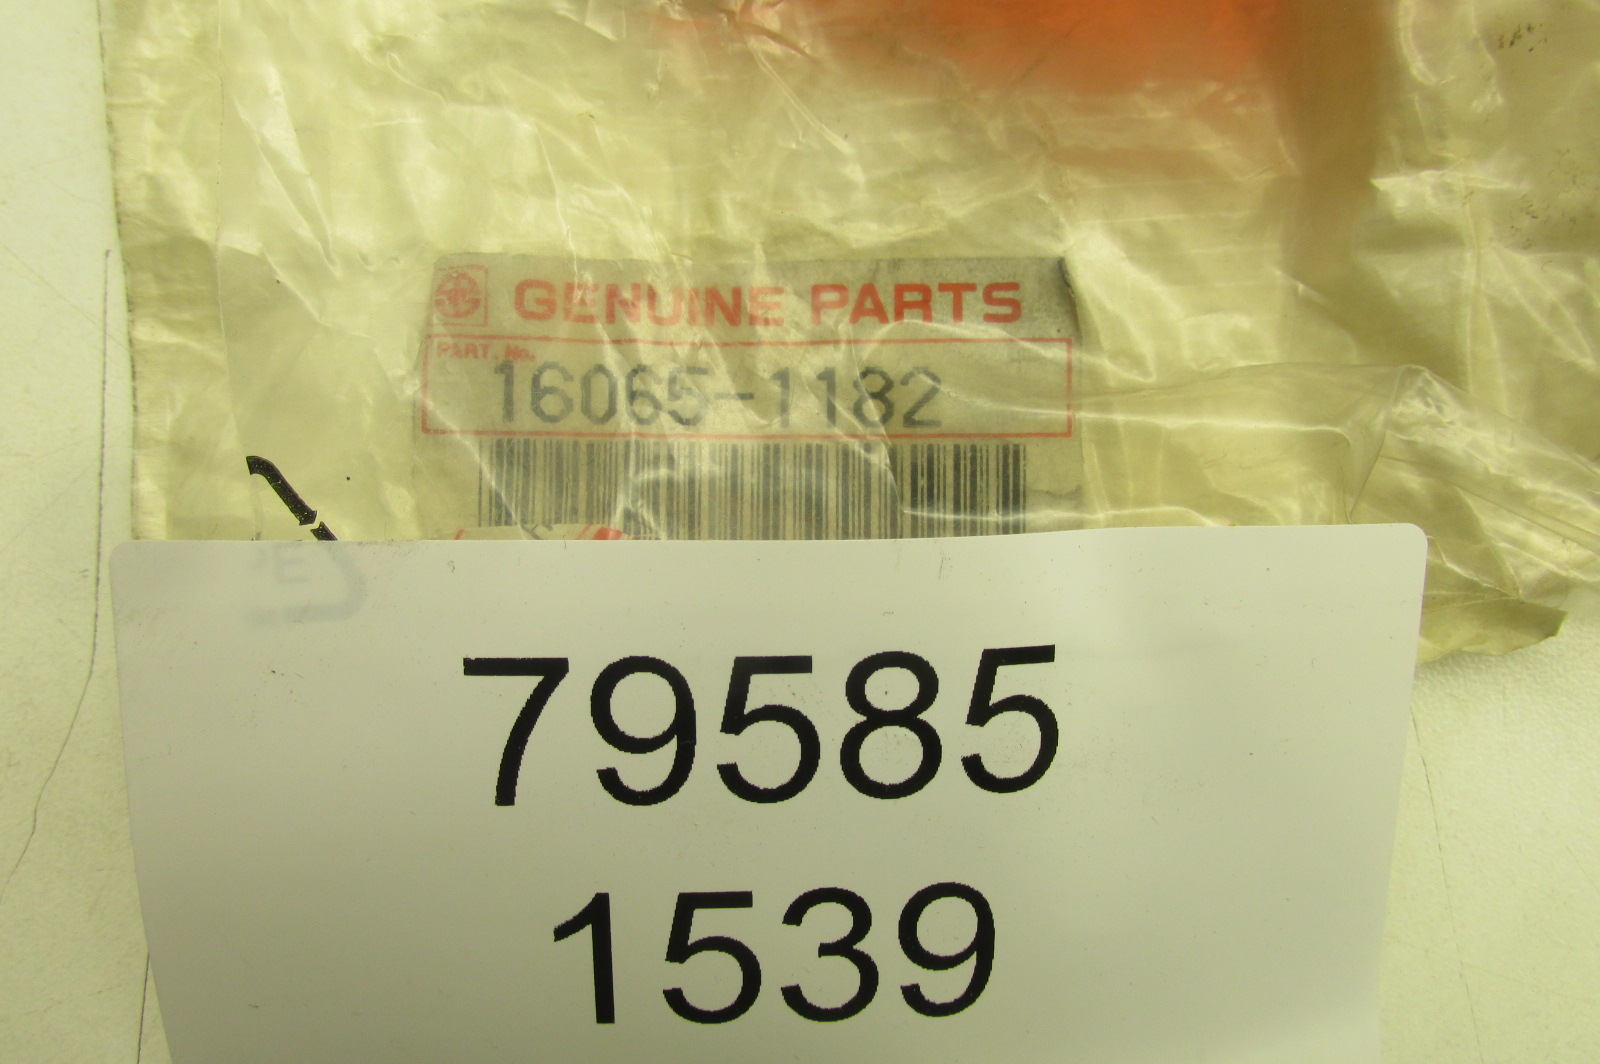 GENUINE PARTS
PART. No.
16065-1182
79585
1539